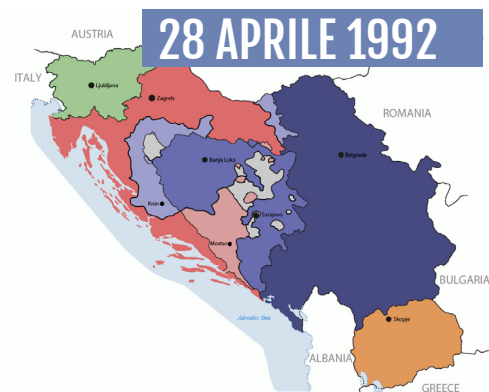 28 APRILE 1992
AUSTRIA
ITALY
Ljubljana
Zagreb
ROMANIA
Banja Luka
Belgrade
Knin
Sarajevo
Mostar
BULGARIA
Adriatic Sea
Skopje
ALBANIA
GREECE